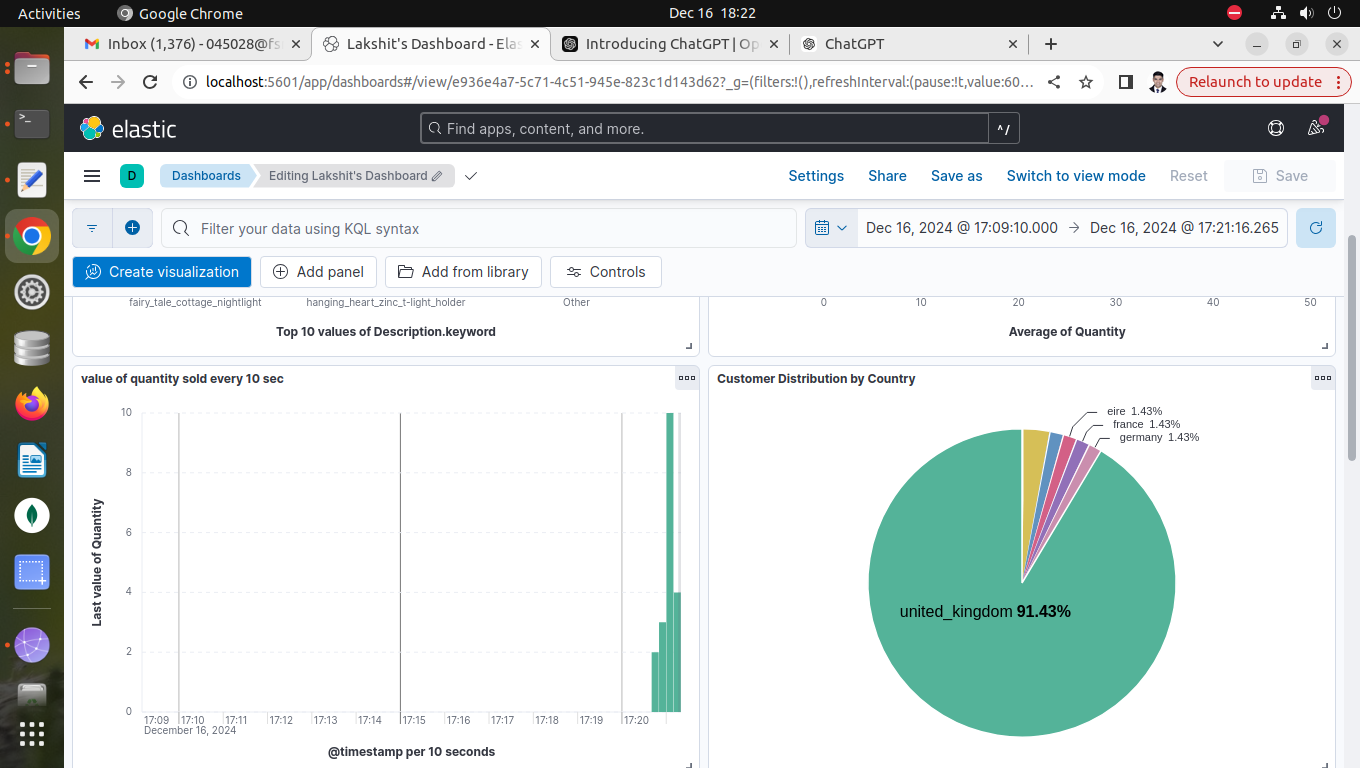 Activities Google Chrome Dec 16 18:22
Inbox (1,376) - 045028@fs Lakshit's Dashboard - Elas Introducing ChatGPT | Op ChatGPT
localhost:5601/app/dashboards#/view/e936e4a7-5c71-4c51-945e-823c1d143d62?_g=(filters:!(),refreshInterval:(pause:!t,value:60... Relaunch to update
elastic Find apps, content, and more. ^/
D Dashboards Editing Lakshit's Dashboard Settings Share Save as Switch to view mode Reset Save
Filter your data using KQL syntax Dec 16, 2024 @ 17:09:10.000 → Dec 16, 2024 @ 17:21:16.265
Create visualization Add panel Add from library Controls
fairy_tale_cottage_nightlight hanging_heart_zinc_t-light_holder Other
Top 10 values of Description.keyword
0 10 20 30 40 50
Average of Quantity
value of quantity sold every 10 sec
Last value of Quantity
10
8
6
4
2
0
17:09 17:10 17:11 17:12 17:13 17:14 17:15 17:16 17:17 17:18 17:19 17:20
December 16, 2024
@timestamp per 10 seconds
Customer Distribution by Country
eire 1.43%
france 1.43%
germany 1.43%
united_kingdom 91.43%